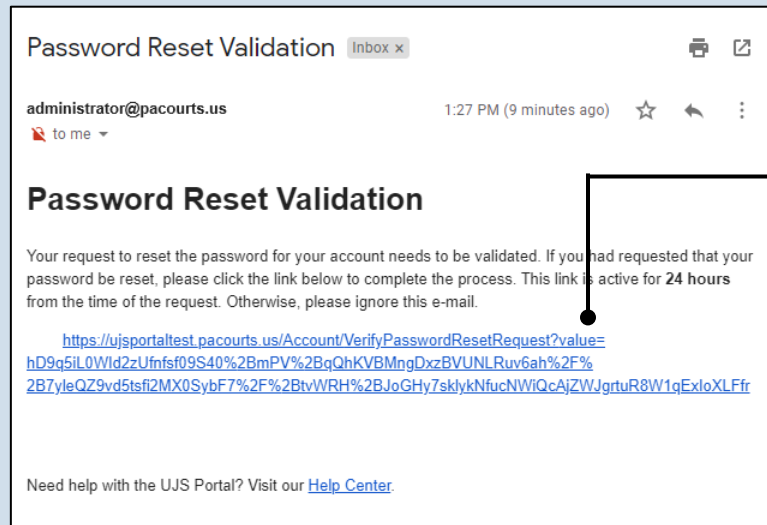 Password Reset Validation Inbox x
administrator@pacourts.us 1:27 PM (9 minutes ago)
to me
Password Reset Validation
Your request to reset the password for your account needs to be validated. If you had requested that your
password be reset, please click the link below to complete the process. This link is active for 24 hours
from the time of the request. Otherwise, please ignore this e-mail.
https://ujsportaltest.pacourts.us/Account/VerifyPasswordResetRequest?value=
hD9q5iL0WId2zUfnfsf09S40%2BmPV%2BqQhKVBMngDxzBVUNLRuv6ah%2F%
2B7yIeQZ9vd5tsfi2MX0SybF7%2F%2BtvWRH%2BJoGHy7sklykNfucNWiQcAjZWJgrtuR8W1qExIoXLFfr
Need help with the UJS Portal? Visit our Help Center.